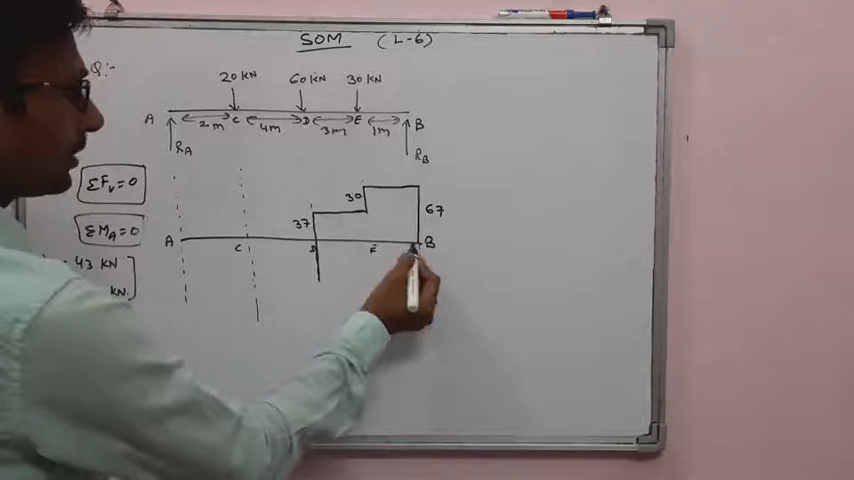 SOM (L-6)
Q:-
20 KN 60 KN 30 KN
A 2m C 4m D 3m E 1m B
RA RB
ΣFv=0
30
67
37
ΣMA=0
A C D E B
43 KN
KN